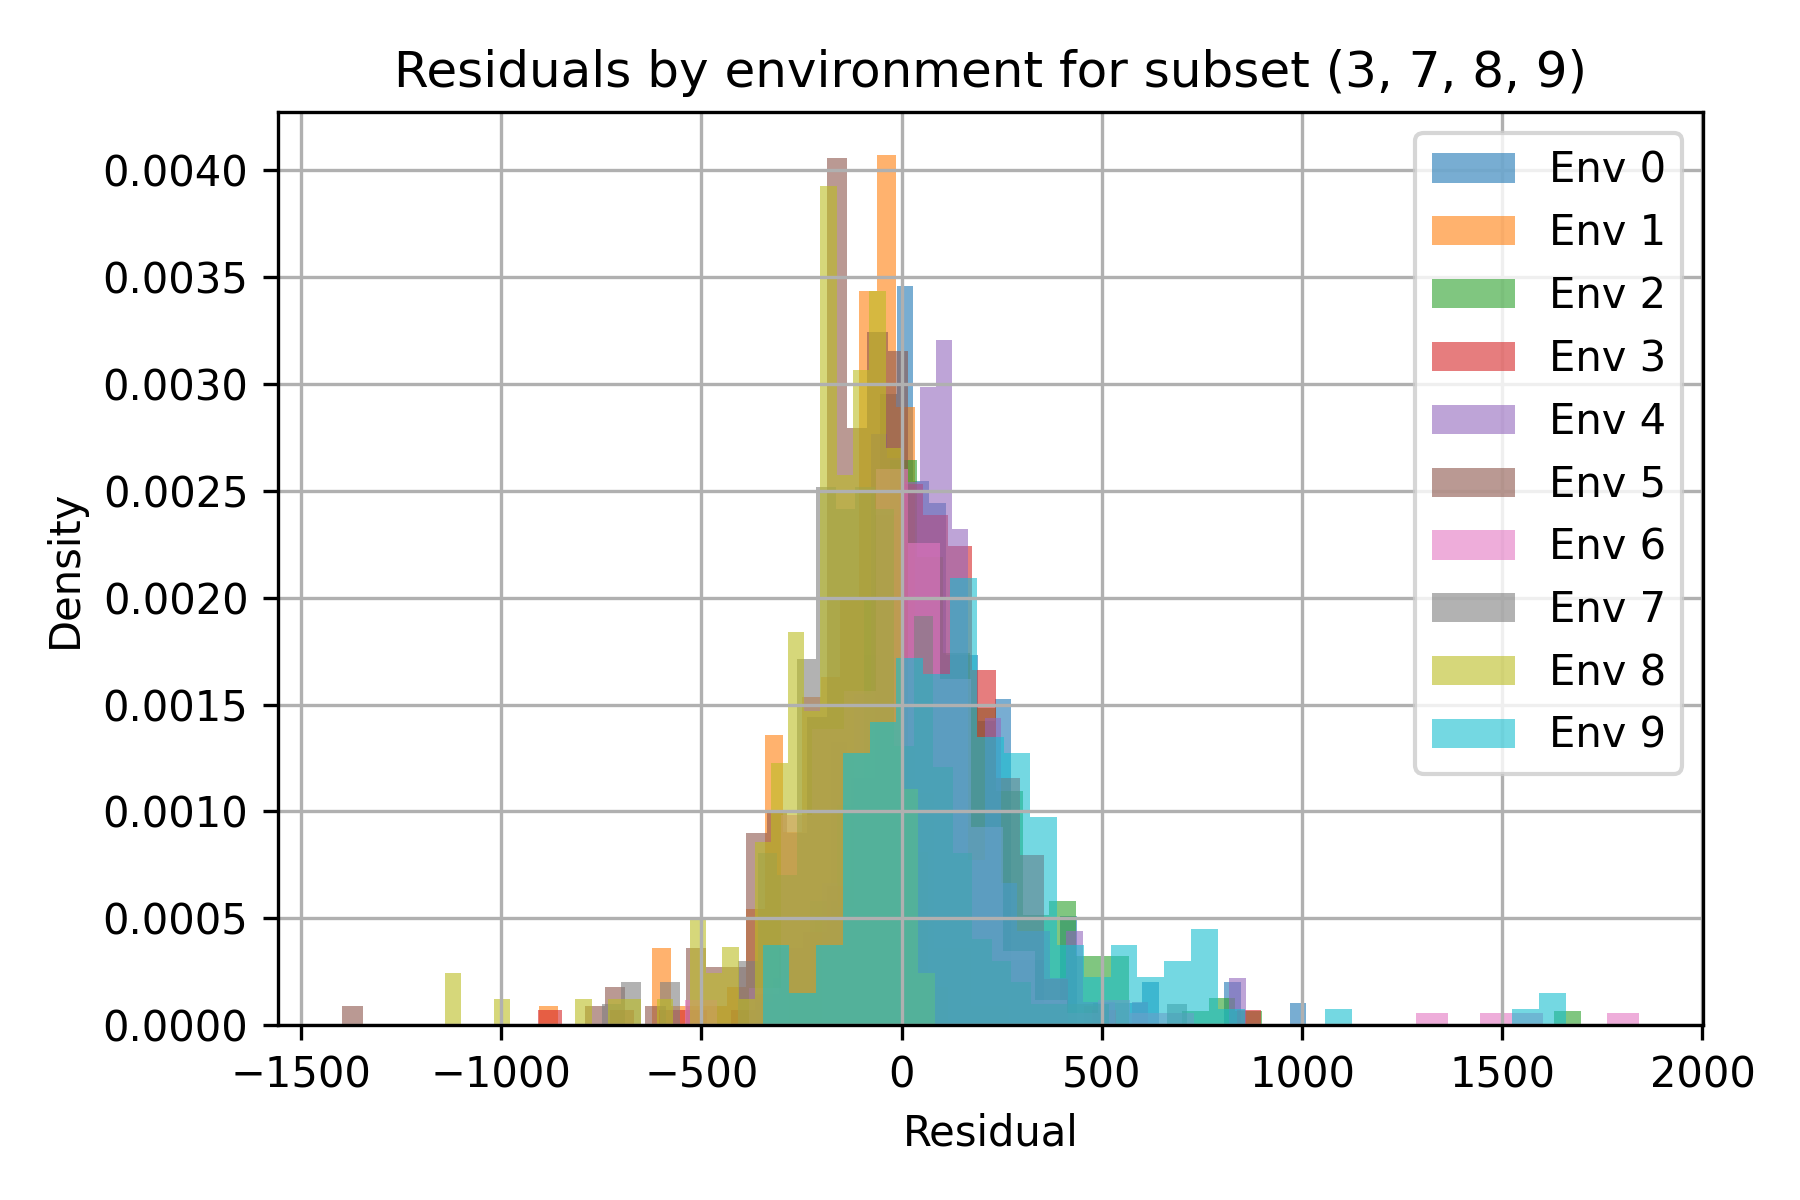 Residuals by environment for subset (3, 7, 8, 9)
Density
0.0040
0.0035
0.0030
0.0025
0.0020
0.0015
0.0010
0.0005
0.0000
−1500
−1000
−500
0
500
1000
1500
2000
Residual
Env 0
Env 1
Env 2
Env 3
Env 4
Env 5
Env 6
Env 7
Env 8
Env 9